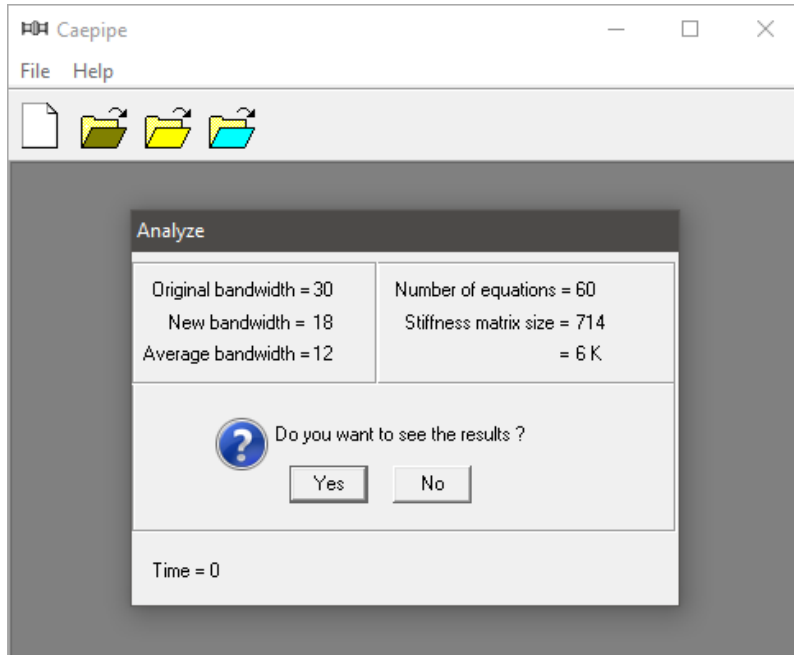 Caepipe
File Help
Analyze
Original bandwidth = 30
New bandwidth = 18
Average bandwidth = 12
Number of equations = 60
Stiffness matrix size = 714
= 6 K
Do you want to see the results ?
Yes No
Time = 0